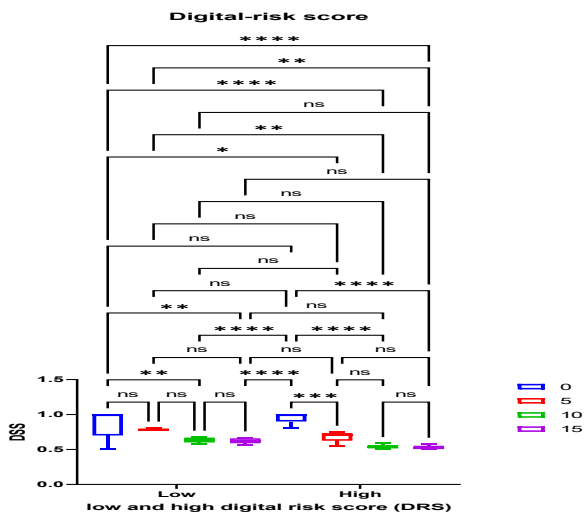 Digital-risk score
****
**
****
ns
**
*
ns
ns
ns
ns
ns
ns
****
**
ns
****
****
ns
ns
ns
**
****
ns
ns
ns
***
ns
1.5
1.0
0.5
0.0
DSS
Low
High
low and high digital risk score (DRS)
0
5
10
15